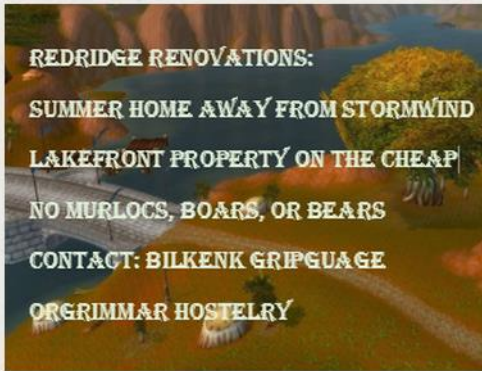 REDRIDGE RENOVATIONS:
SUMMER HOME AWAY FROM STORMWIND
LAKEFRONT PROPERTY ON THE CHEAP
NO MURLOCS, BOARS, OR BEARS
CONTACT: BILKENK GRIPGUAGE
ORGRIMMAR HOSTELRY